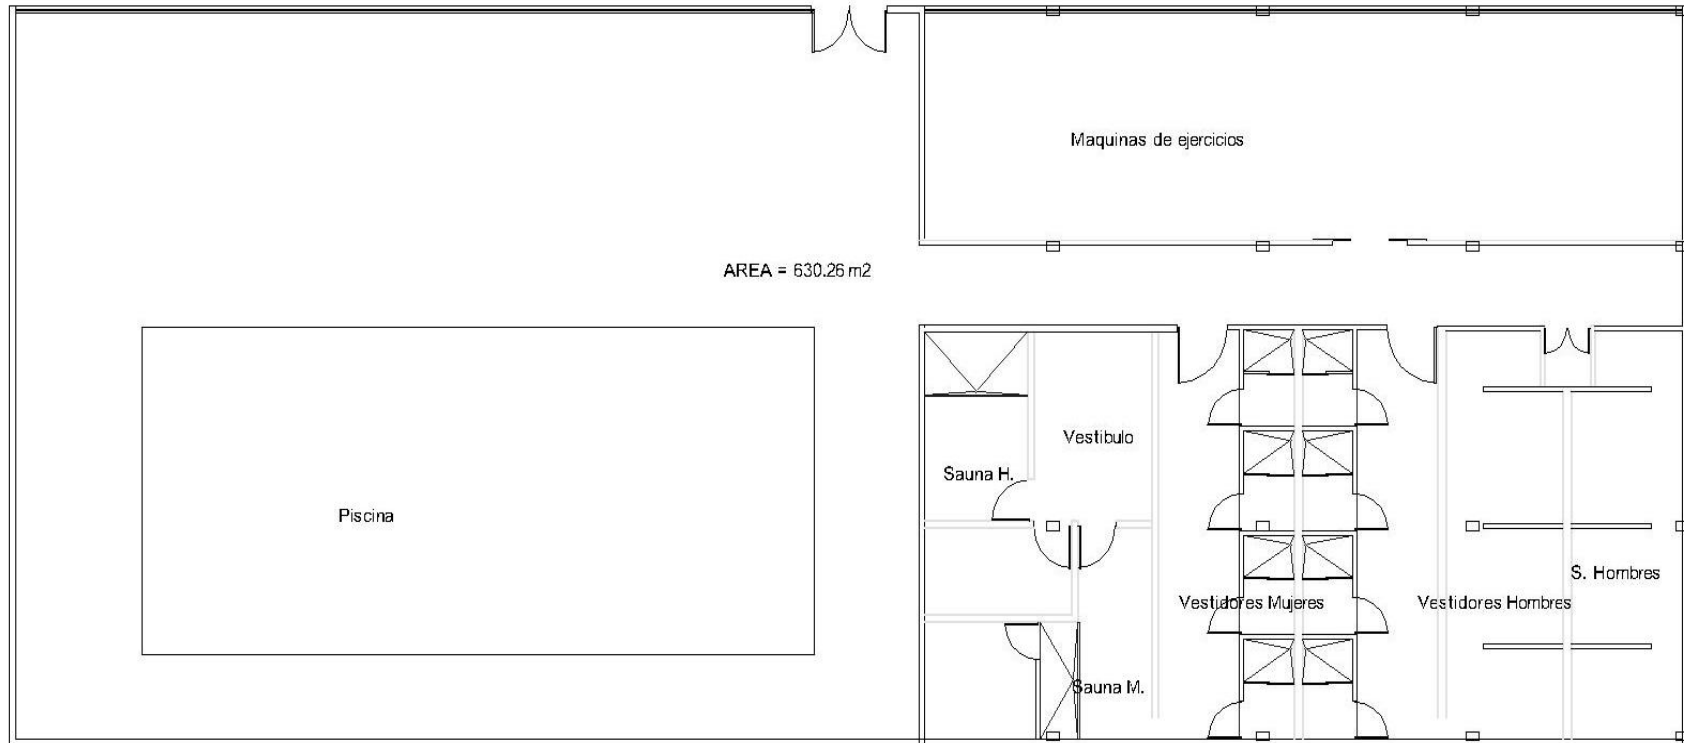 Maquinas de ejercicios
AREA = 630.26 m2
Vestibulo
Sauna H.
Piscina
S. Hombres
Vestidores Mujeres
Vestidores Hombres
Sauna M.